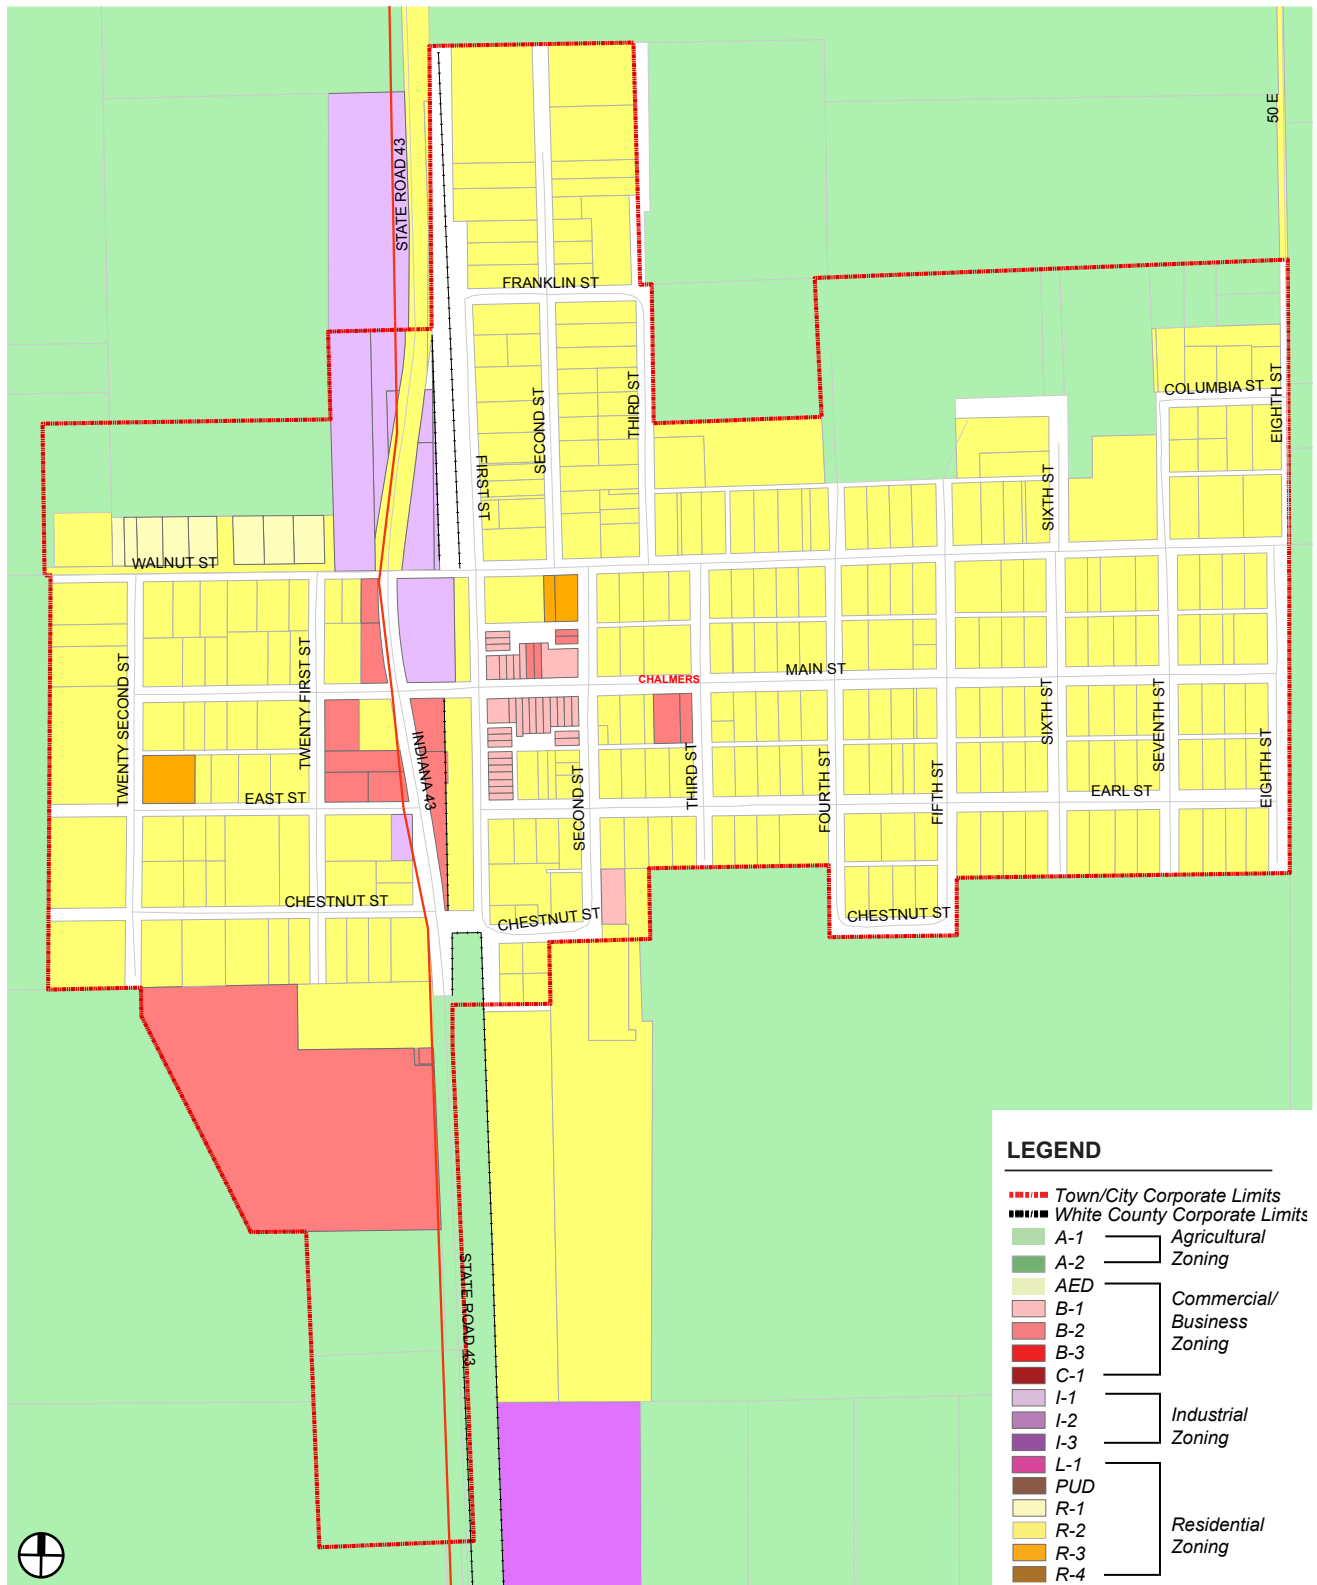 50 E
STATE ROAD 43
FRANKLIN ST
COLUMBIA ST
EIGHTH ST
SECOND ST
THIRD ST
FIRST ST
SIXTH ST
WALNUT ST
MAIN ST
CHALMERS
TWENTY SECOND ST
TWENTY FIRST ST
INDIANA 43
SECOND ST
THIRD ST
FOURTH ST
FIFTH ST
SIXTH ST
SEVENTH ST
EIGHTH ST
EAST ST
EARL ST
CHESTNUT ST
CHESTNUT ST
CHESTNUT ST
STATE ROAD 43
LEGEND
Town/City Corporate Limits
White County Corporate Limits
A-1
A-2
Agricultural
Zoning
AED
B-1
B-2
B-3
C-1
Commercial/
Business
Zoning
I-1
I-2
I-3
Industrial
Zoning
L-1
PUD
R-1
R-2
R-3
R-4
Residential
Zoning